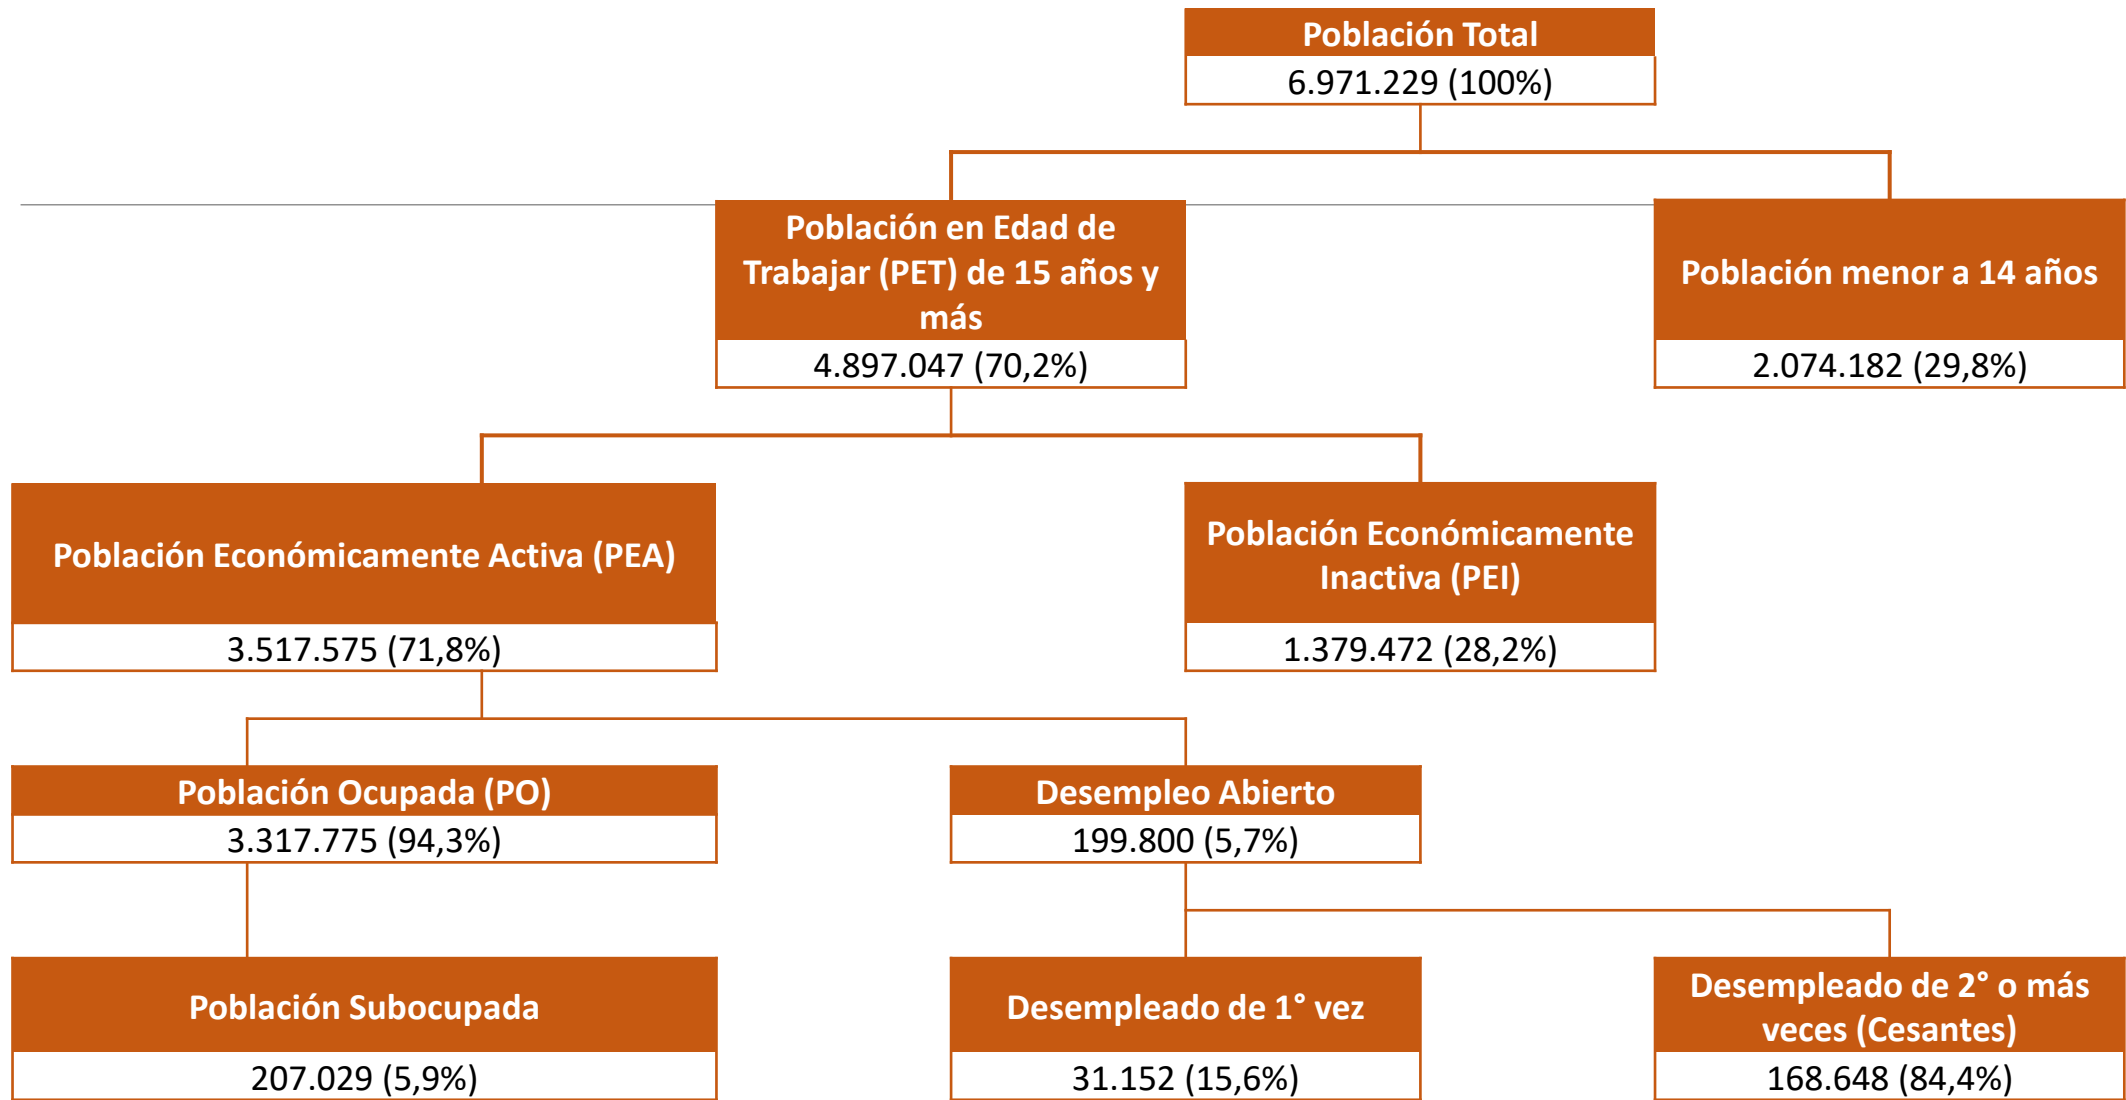 Población Total
6.971.229 (100%)
Población en Edad de
Trabajar (PET) de 15 años y
más
4.897.047 (70,2%)
Población menor a 14 años
2.074.182 (29,8%)
Población Económicamente Activa (PEA)
3.517.575 (71,8%)
Población Económicamente
Inactiva (PEI)
1.379.472 (28,2%)
Población Ocupada (PO)
3.317.775 (94,3%)
Desempleo Abierto
199.800 (5,7%)
Población Subocupada
207.029 (5,9%)
Desempleado de 1° vez
31.152 (15,6%)
Desempleado de 2° o más
veces (Cesantes)
168.648 (84,4%)